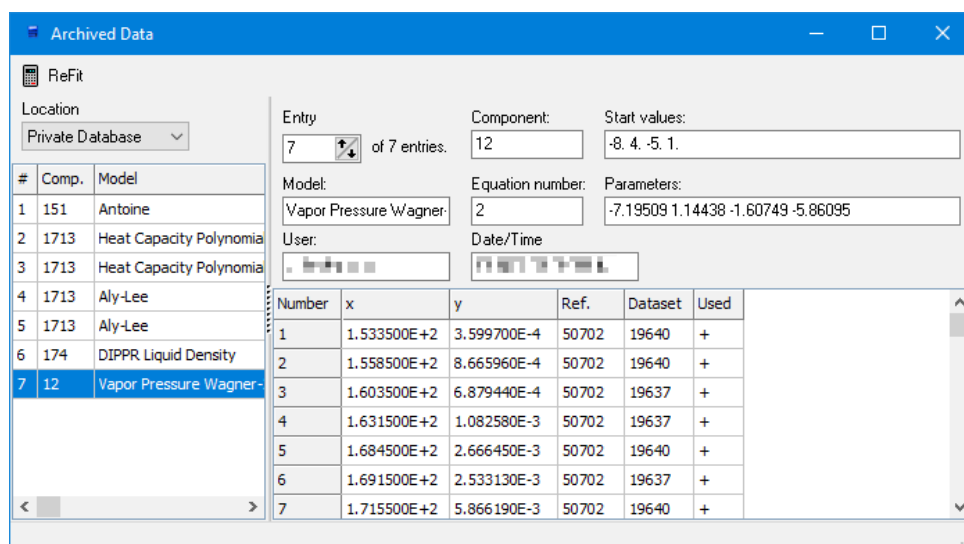 Archived Data
ReFit
Location
Private Database
# Comp. Model
1 151 Antoine
2 1713 Heat Capacity Polynomia
3 1713 Heat Capacity Polynomia
4 1713 Aly-Lee
5 1713 Aly-Lee
6 174 DIPPR Liquid Density
7 12 Vapor Pressure Wagner-
Entry Component: Start values:
7 of 7 entries. 12 -8. 4. -5. 1.
Model: Equation number: Parameters:
Vapor Pressure Wagner- 2 -7.19509 1.14438 -1.60749 -5.86095
User: Date/Time
Number x y Ref. Dataset Used
1 1.533500E+2 3.599700E-4 50702 19640 +
2 1.558500E+2 8.665960E-4 50702 19640 +
3 1.603500E+2 6.879440E-4 50702 19637 +
4 1.631500E+2 1.082580E-3 50702 19637 +
5 1.684500E+2 2.666450E-3 50702 19640 +
6 1.691500E+2 2.533130E-3 50702 19637 +
7 1.715500E+2 5.866190E-3 50702 19640 +